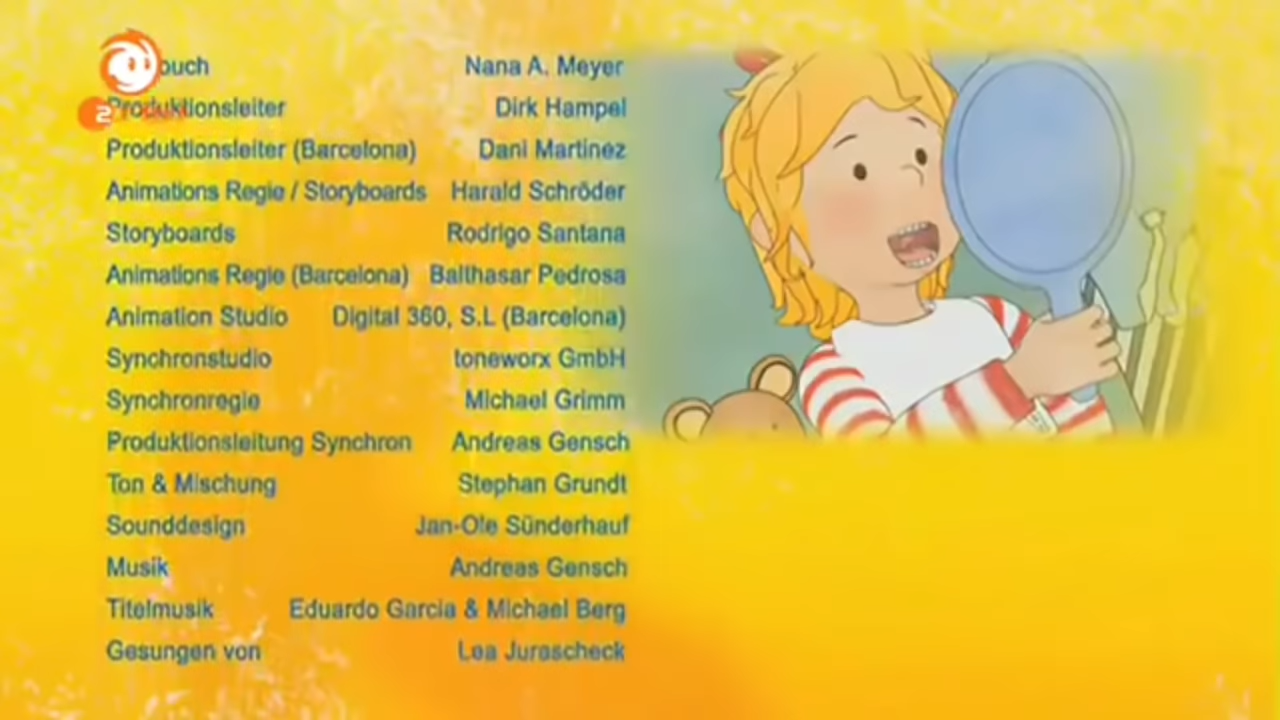 Nana A. Meyer
Produktionsleiter Dirk Hampel
Produktionsleiter (Barcelona) Dani Martinez
Animations Regie / Storyboards Harald Schröder
Storyboards Rodrigo Santana
Animations Regie (Barcelona) Balthasar Pedrosa
Animation Studio Digital 360, S.L (Barcelona)
Synchronstudio toneworx GmbH
Synchronregie Michael Grimm
Produktionsleitung Synchron Andreas Gensch
Ton & Mischung Stephan Grundt
Sounddesign Jan-Ole Sünderhauf
Musik Andreas Gensch
Titelmusik Eduardo Garcia & Michael Berg
Gesungen von Lea Jurascheck